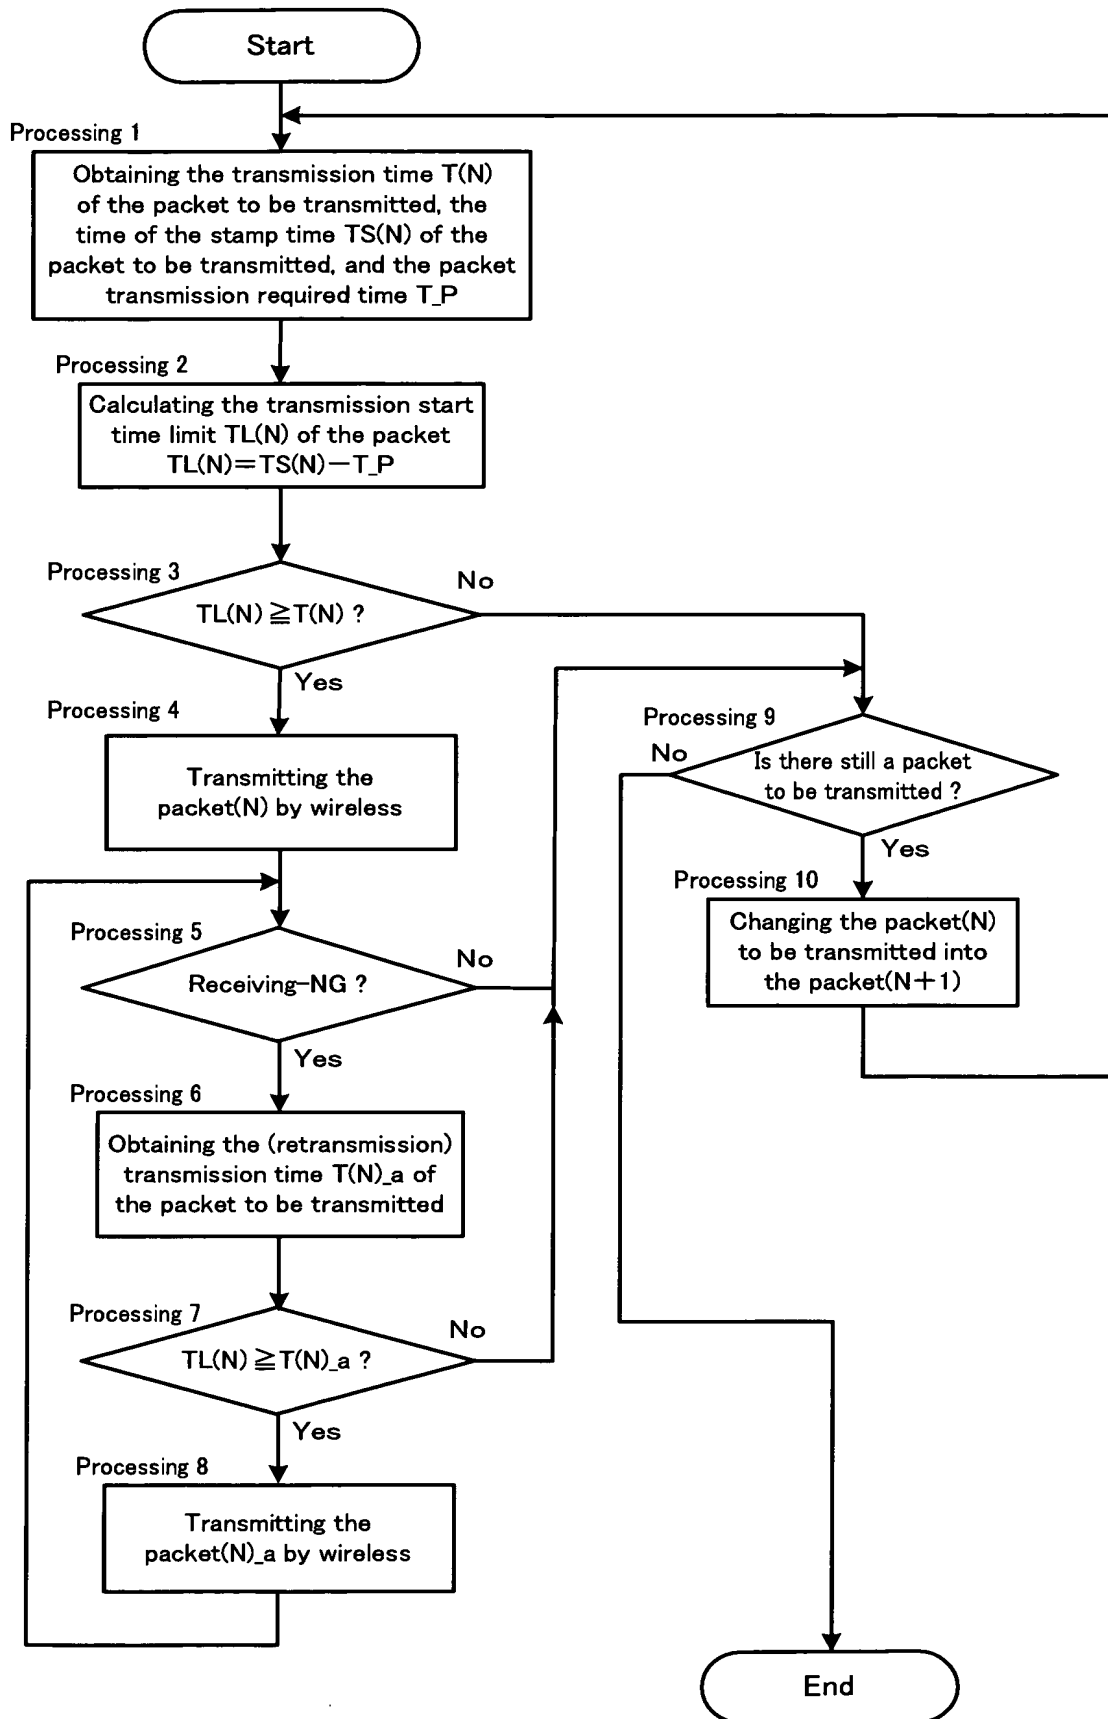 Start
Processing 1
Obtaining the transmission time T(N)
of the packet to be transmitted, the
time of the stamp time TS(N) of the
packet to be transmitted, and the packet
transmission required time T_P
Processing 2
Calculating the transmission start
time limit TL(N) of the packet
TL(N)=TS(N)−T_P
Processing 3
TL(N)≧T(N) ?
No
Yes
Processing 4
Transmitting the
packet(N) by wireless
Processing 5
Receiving-NG ?
No
Yes
Processing 6
Obtaining the (retransmission)
transmission time T(N)_a of
the packet to be transmitted
Processing 7
TL(N)≧T(N)_a ?
No
Yes
Processing 8
Transmitting the
packet(N)_a by wireless
Processing 9
No
Is there still a packet
to be transmitted ?
Yes
Processing 10
Changing the packet(N)
to be transmitted into
the packet(N+1)
End